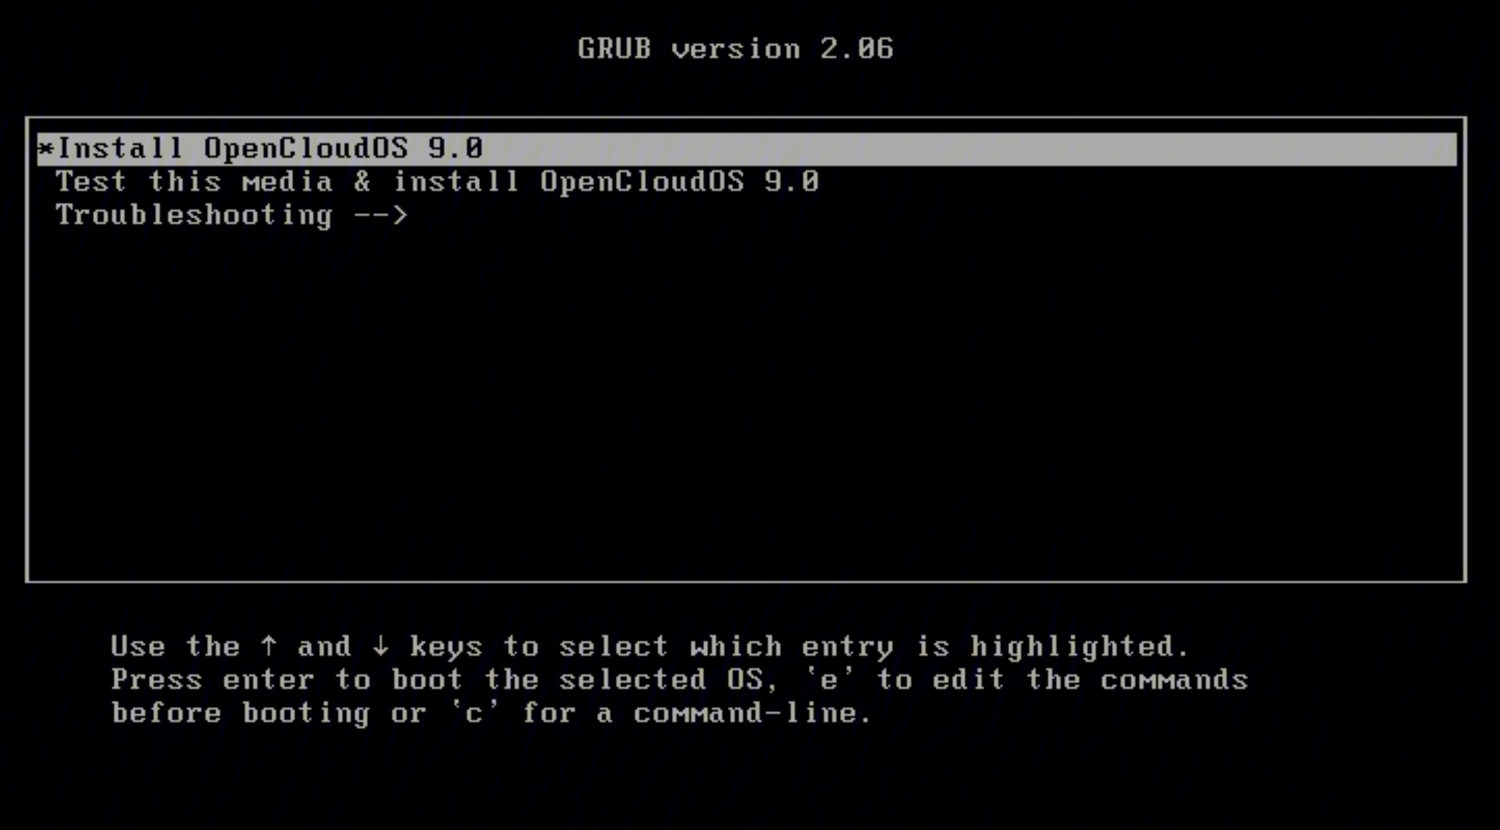 GRUB version 2.06
*Install OpenCloudOS 9.0
Test this media & install OpenCloudOS 9.0
Troubleshooting -->
Use the ↑ and ↓ keys to select which entry is highlighted.
Press enter to boot the selected OS, `e' to edit the commands
before booting or `c' for a command-line.